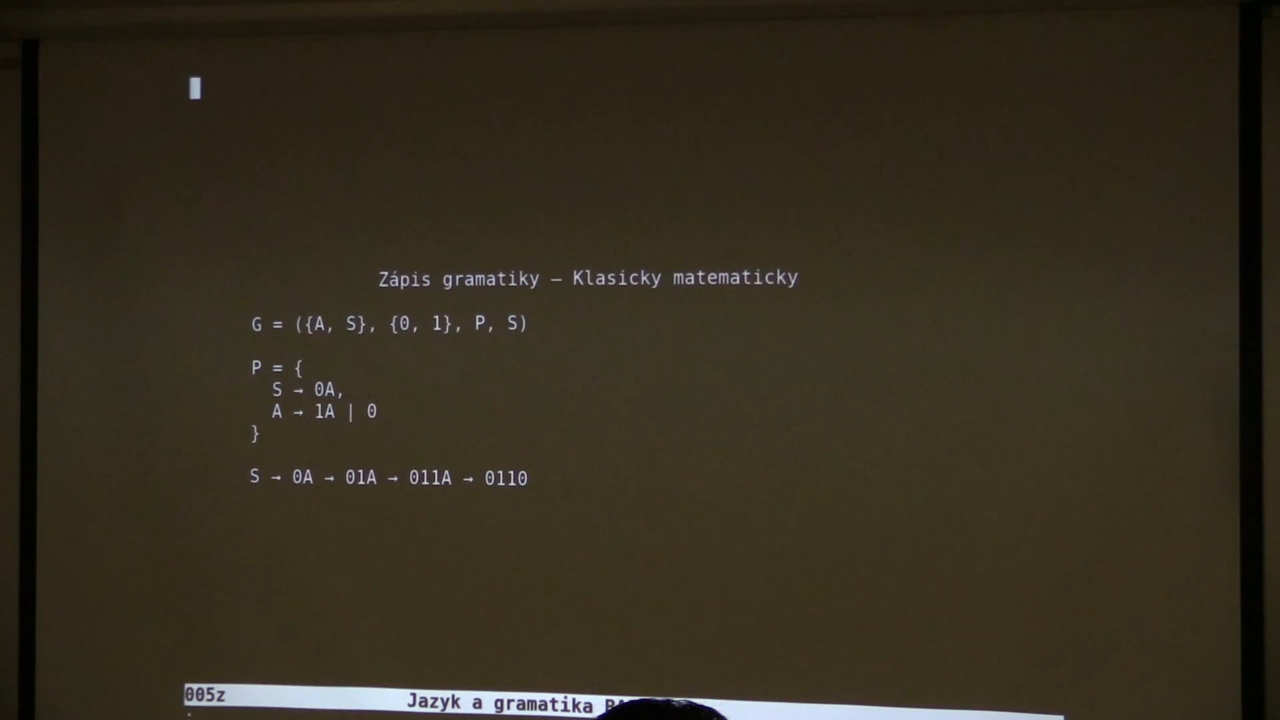 Zápis gramatiky – Klasicky matematicky
G = ({A, S}, {0, 1}, P, S)
P = {
S → 0A,
A → 1A | 0
}
S → 0A → 01A → 011A → 0110
005z Jazyk a gramatika